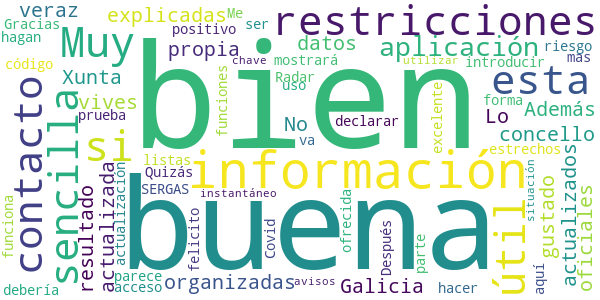 veraz
explicadas
Me
ser
restricciones
Gracias
hagan
positivo
Muy
propia
datos
aplicación
riesgo
código
Xunta
chave
mostrará
utilizar
introducir
más
vives
funciones
Radar
uso
esta
bien
forma
Además
prueba
No
declarar
Lo
excelente
contacto
sencilla
si
va
concello
listas
estrechos
información
Quizás
SERGAS
instantáneo
resultado
actualizada
actualización
buena
útil
situación
gustado
actualizados
oficiales
funciona
felicito
Covid
ofrecida
Después
parte
aquí
parece
acceso
debería
organizadas
avisos
Galicia
hacer